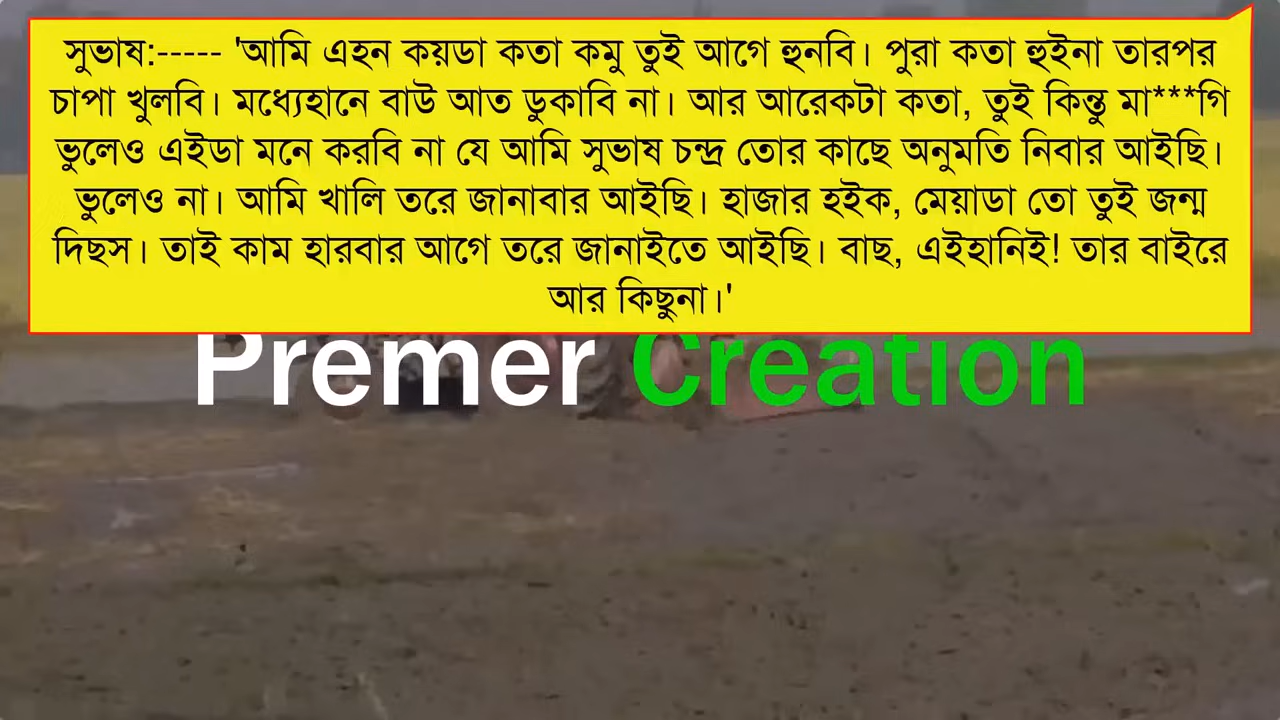 সুভাষ:----- 'আমি এহন কয়ডা কতা কমু তুই আগে হুনবি। পুরা কতা হুইনা তারপর
চাপা খুলবি। মধ্যেহানে বাউ আত ডুকাবি না। আর আরেকটা কতা, তুই কিন্তু মা***গি
ভুলেও এইডা মনে করবি না যে আমি সুভাষ চন্দ্র তোর কাছে অনুমতি নিবার আইছি।
ভুলেও না। আমি খালি তরে জানাবার আইছি। হাজার হইক, মেয়াডা তো তুই জন্ম
দিছস। তাই কাম হারবার আগে তরে জানাইতে আইছি। বাছ, এইহানিই! তার বাইরে
আর কিছুনা।'
Premer Creation